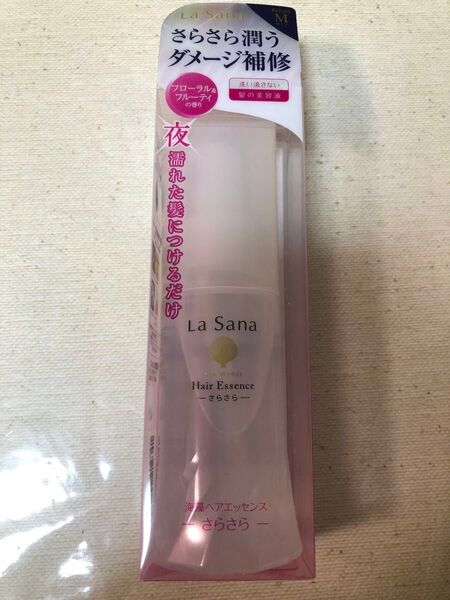 La Sana
M
さらさら潤う
ダメージ補修
フローラル&
フルーティ
の香り
洗い流さない
髪の美容液
夜
濡れた髪につけるだけ
La Sana
Hair Essence
ーさらさらー
海藻ヘアエッセンス
ーさらさらー